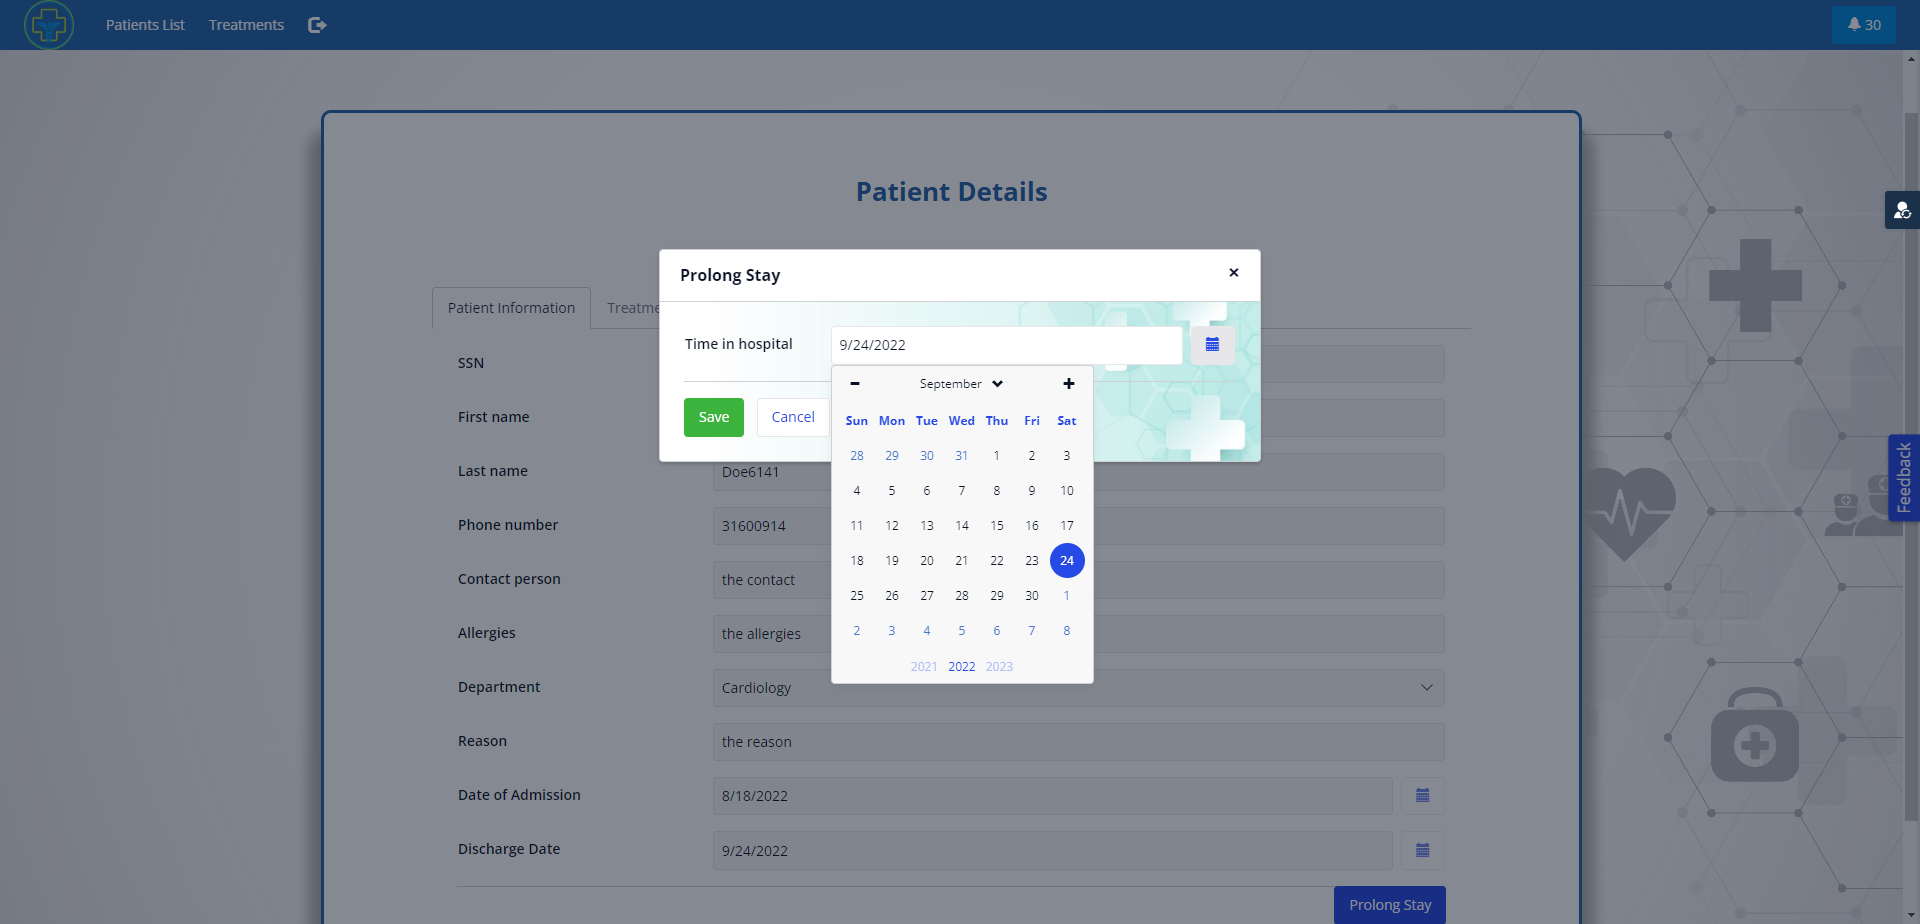 Patients List Treatments 30
Patient Details
Prolong Stay ×
Patient Information Treatme
Time in hospital 9/24/2022
September
Sun Mon Tue Wed Thu Fri Sat
28 29 30 31 1 2 3
4 5 6 7 8 9 10
11 12 13 14 15 16 17
18 19 20 21 22 23 24
25 26 27 28 29 30 1
2 3 4 5 6 7 8
2021 2022 2023
Save Cancel
SSN
First name
Last name Doe6141
Phone number 31600914
Contact person the contact
Allergies the allergies
Department Cardiology
Reason the reason
Date of Admission 8/18/2022
Discharge Date 9/24/2022
Prolong Stay
Feedback